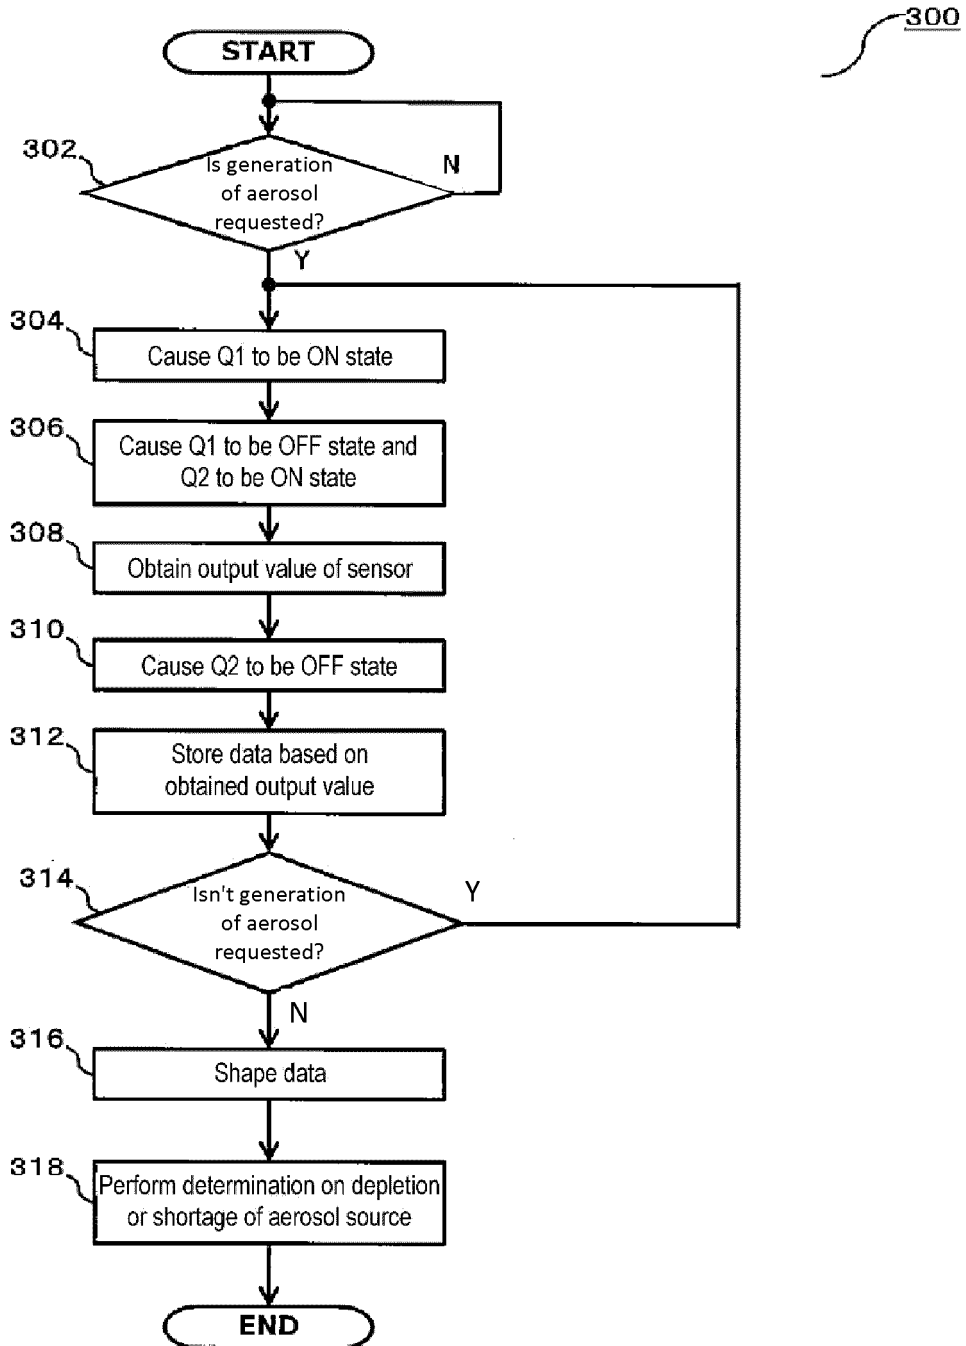 300
START
302
Is generation
of aerosol
requested?
N
Y
304
Cause Q1 to be ON state
306
Cause Q1 to be OFF state and
Q2 to be ON state
308
Obtain output value of sensor
310
Cause Q2 to be OFF state
312
Store data based on
obtained output value
314
Isn't generation
of aerosol
requested?
Y
N
316
Shape data
318
Perform determination on depletion
or shortage of aerosol source
END